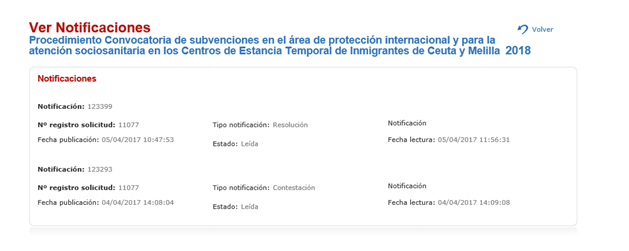 Ver Notificaciones
Volver
Procedimiento Convocatoria de subvenciones en el área de protección internacional y para la
atención sociosanitaria en los Centros de Estancia Temporal de Inmigrantes de Ceuta y Melilla 2018
Notificaciones
Notificación: 123399
Nº registro solicitud: 11077 Tipo notificación: Resolución Notificación
Fecha publicación: 05/04/2017 10:47:53 Estado: Leída Fecha lectura: 05/04/2017 11:56:31
Notificación: 123293
Nº registro solicitud: 11077 Tipo notificación: Contestación Notificación
Fecha publicación: 04/04/2017 14:08:04 Estado: Leída Fecha lectura: 04/04/2017 14:09:08